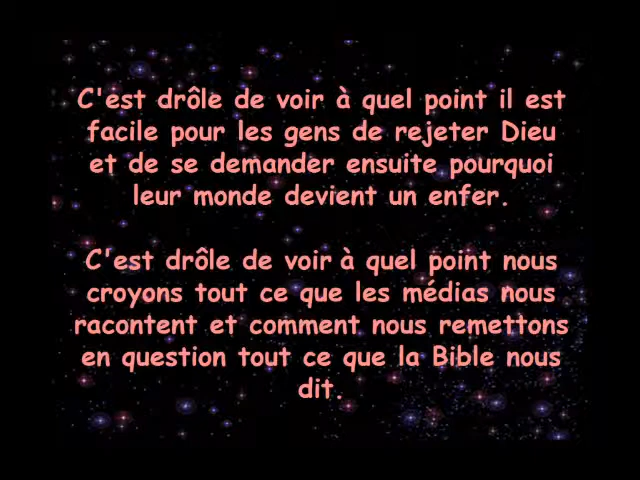 C'est drôle de voir à quel point il est
facile pour les gens de rejeter Dieu
et de se demander ensuite pourquoi
leur monde devient un enfer.
C'est drôle de voir à quel point nous
croyons tout ce que les médias nous
racontent et comment nous remettons
en question tout ce que la Bible nous
dit.